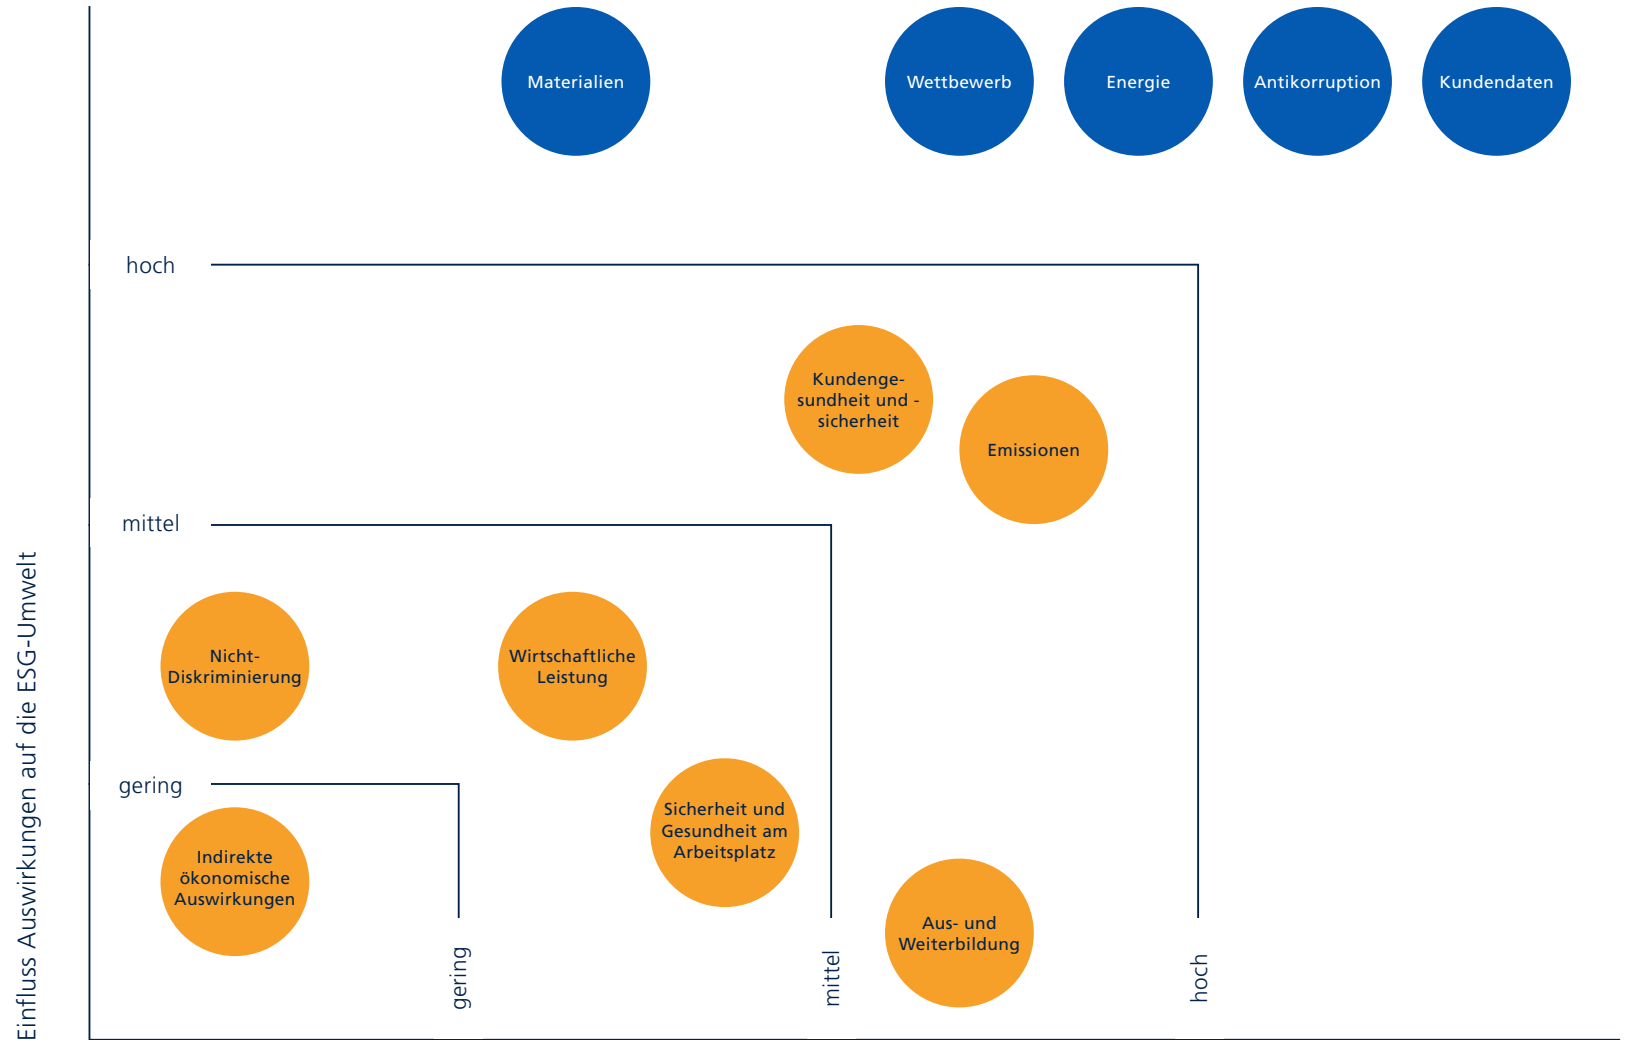 Materialien
Wettbewerb
Energie
Antikorruption
Kundendaten
hoch
Kundenge-
sundheit und -
sicherheit
Emissionen
mittel
Einfluss Auswirkungen auf die ESG-Umwelt
Nicht-
Diskriminierung
Wirtschaftliche
Leistung
gering
Sicherheit und
Gesundheit am
Arbeitsplatz
Indirekte
ökonomische
Auswirkungen
Aus- und
Weiterbildung
gering
mittel
hoch